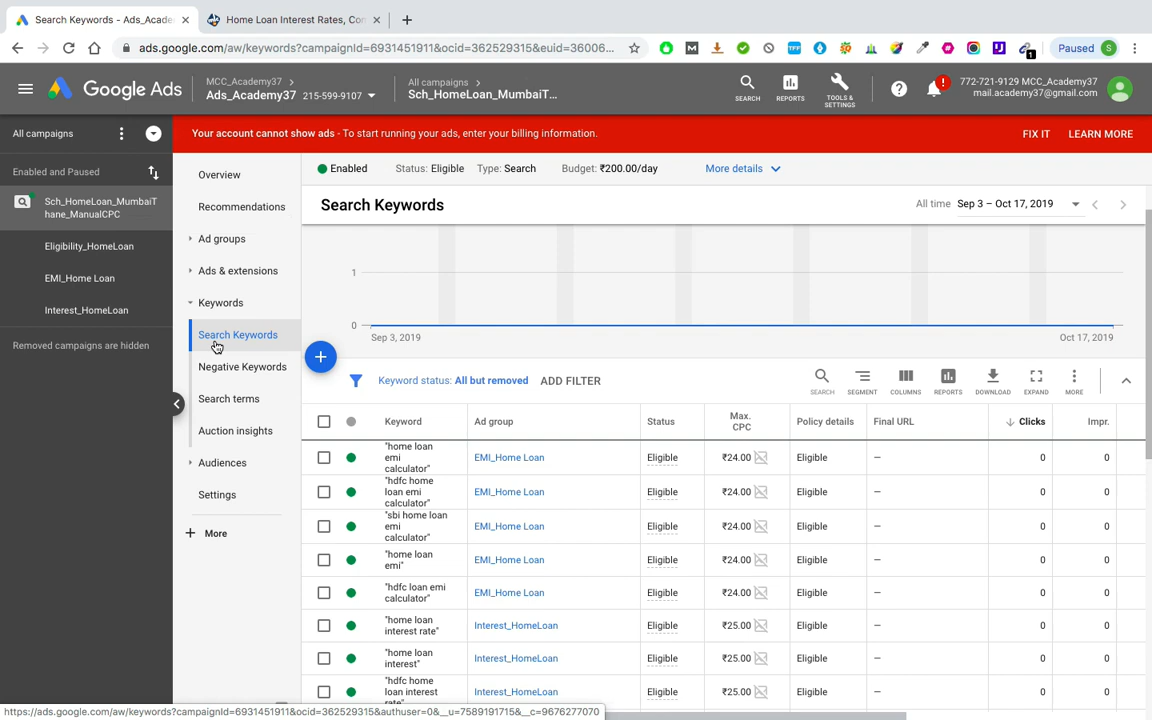 Search Keywords - Ads_Acade
Home Loan Interest Rates, Con
ads.google.com/aw/keywords?campaignId=6931451911&ocid=362529315&euid=36006...
M
TPF
1
Paused
S
Google Ads
MCC_Academy37
Ads_Academy37 215-599-9107
All campaigns
Sch_HomeLoan_MumbaiT...
SEARCH
REPORTS
TOOLS &
SETTINGS
772-721-9129 MCC_Academy37
mail.academy37@gmail.com
All campaigns
Your account cannot show ads - To start running your ads, enter your billing information.
FIX IT
LEARN MORE
Enabled and Paused
Sch_HomeLoan_MumbaiT
hane_ManualCPC
Eligibility_HomeLoan
EMI_Home Loan
Interest_HomeLoan
Removed campaigns are hidden
Overview
Recommendations
Ad groups
Ads & extensions
Keywords
Search Keywords
Negative Keywords
Search terms
Auction insights
Audiences
Settings
More
Enabled
Status: Eligible
Type: Search
Budget: ₹200.00/day
More details
Search Keywords
All time Sep 3 – Oct 17, 2019
1
0
Sep 3, 2019
Oct 17, 2019
Keyword status: All but removed
ADD FILTER
SEARCH
SEGMENT
COLUMNS
REPORTS
DOWNLOAD
EXPAND
MORE
Keyword
Ad group
Status
Max.
CPC
Policy details
Final URL
Clicks
Impr.
"home loan
emi
calculator"
EMI_Home Loan
Eligible
₹24.00
Eligible
—
0
0
"hdfc home
loan emi
calculator"
EMI_Home Loan
Eligible
₹24.00
Eligible
—
0
0
"sbi home loan
emi
calculator"
EMI_Home Loan
Eligible
₹24.00
Eligible
—
0
0
"home loan
emi"
EMI_Home Loan
Eligible
₹24.00
Eligible
—
0
0
"hdfc loan emi
calculator"
EMI_Home Loan
Eligible
₹24.00
Eligible
—
0
0
"home loan
interest rate"
Interest_HomeLoan
Eligible
₹25.00
Eligible
—
0
0
"home loan
interest"
Interest_HomeLoan
Eligible
₹25.00
Eligible
—
0
0
"hdfc home
loan interest
rate"
Interest_HomeLoan
Eligible
₹25.00
Eligible
—
0
0
https://ads.google.com/aw/keywords?campaignId=6931451911&ocid=362529315&authuser=0&__u=7589191715&__c=9676277070